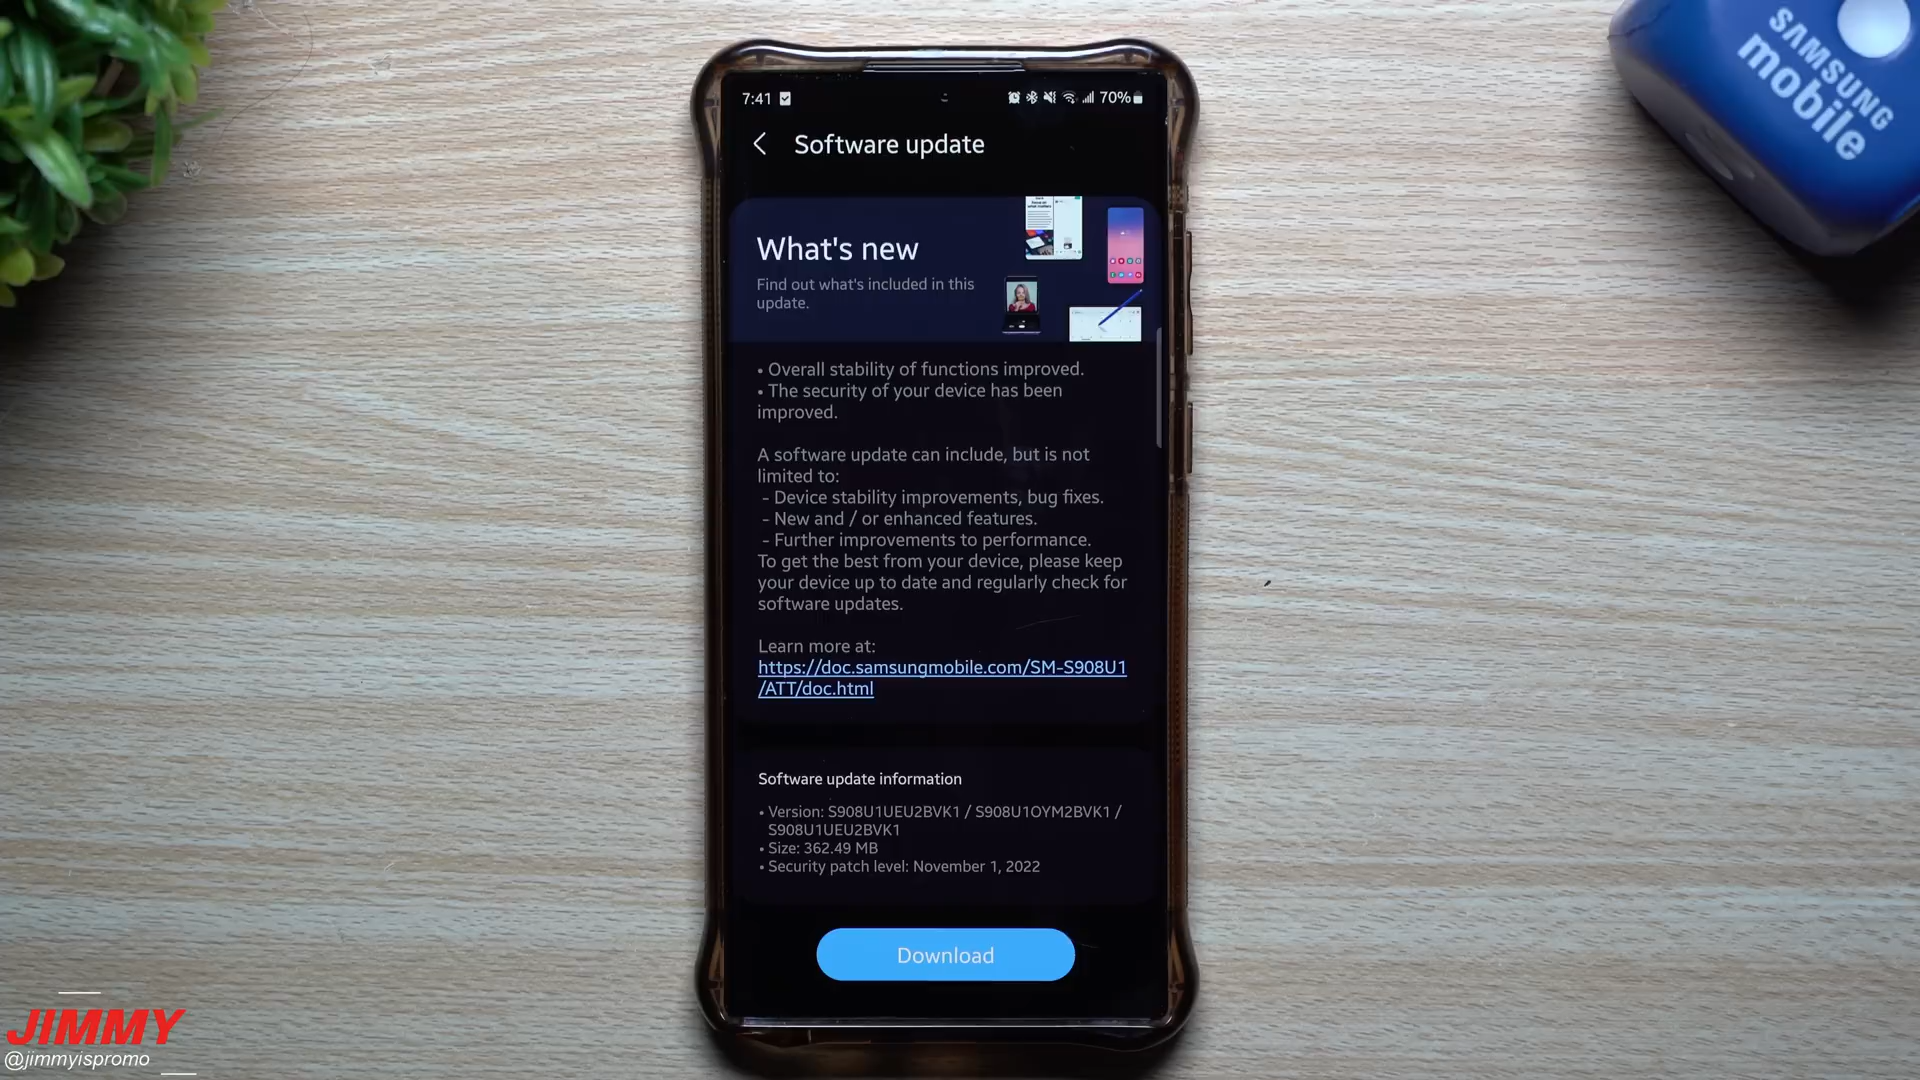 SAMSUNG
mobile
7:41
70%
Software update
What's new
Find out what's included in this
update.
• Overall stability of functions improved.
• The security of your device has been
improved.
A software update can include, but is not
limited to:
- Device stability improvements, bug fixes.
- New and / or enhanced features.
- Further improvements to performance.
To get the best from your device, please keep
your device up to date and regularly check for
software updates.
Learn more at:
https://doc.samsungmobile.com/SM-S908U1
/ATT/doc.html
Software update information
• Version: S908U1UEU2BVK1 / S908U1OYM2BVK1 /
S908U1UEU2BVK1
• Size: 362.49 MB
• Security patch level: November 1, 2022
Download
JIMMY
@jimmyispromo